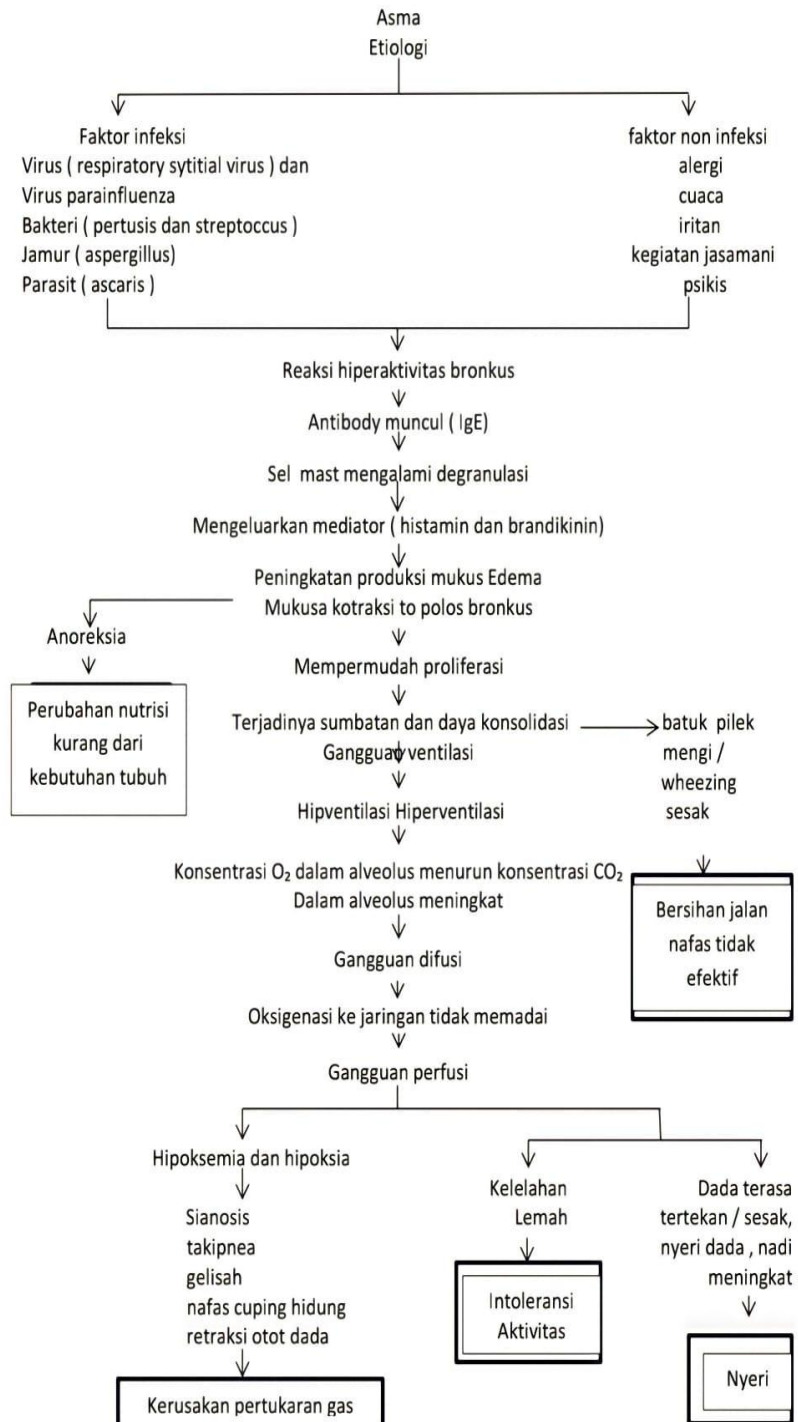 Asma
Etiologi
Faktor infeksi
Virus ( respiratory sytitial virus ) dan
Virus parainfluenza
Bakteri ( pertusis dan streptoccus )
Jamur ( aspergillus)
Parasit ( ascaris )
faktor non infeksi
alergi
cuaca
iritan
kegiatan jasamani
psikis
Reaksi hiperaktivitas bronkus
Antibody muncul ( IgE)
Sel mast mengalami degranulasi
Mengeluarkan mediator ( histamin dan brandikinin)
Peningkatan produksi mukus Edema
Mukusa kotraksi to polos bronkus
Anoreksia
Perubahan nutrisi
kurang dari
kebutuhan tubuh
Mempermudah proliferasi
Terjadinya sumbatan dan daya konsolidasi
Gangguan ventilasi
batuk pilek
mengi /
wheezing
sesak
Bersihan jalan
nafas tidak
efektif
Hipventilasi Hiperventilasi
Konsentrasi O₂ dalam alveolus menurun konsentrasi CO₂
Dalam alveolus meningkat
Gangguan difusi
Oksigenasi ke jaringan tidak memadai
Gangguan perfusi
Hipoksemia dan hipoksia
Sianosis
takipnea
gelisah
nafas cuping hidung
retraksi otot dada
Kerusakan pertukaran gas
Kelelahan
Lemah
Intoleransi
Aktivitas
Dada terasa
tertekan / sesak,
nyeri dada , nadi
meningkat
Nyeri